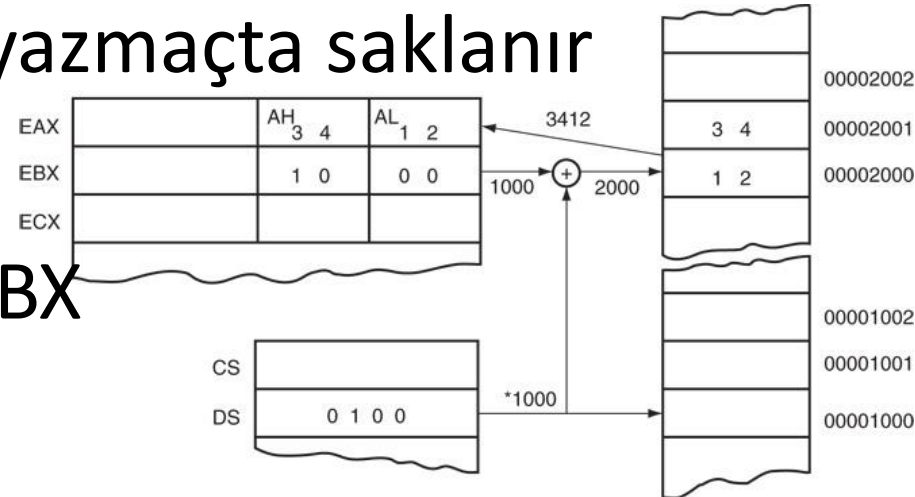 yazmaçta saklanır
00002002
EAX AH 3 4 AL 1 2 3412 3 4 00002001
EBX 1 0 0 0 1000 + 2000 1 2 00002000
ECX
BX
00001002
CS 00001001
DS 0 1 0 0 *1000 00001000